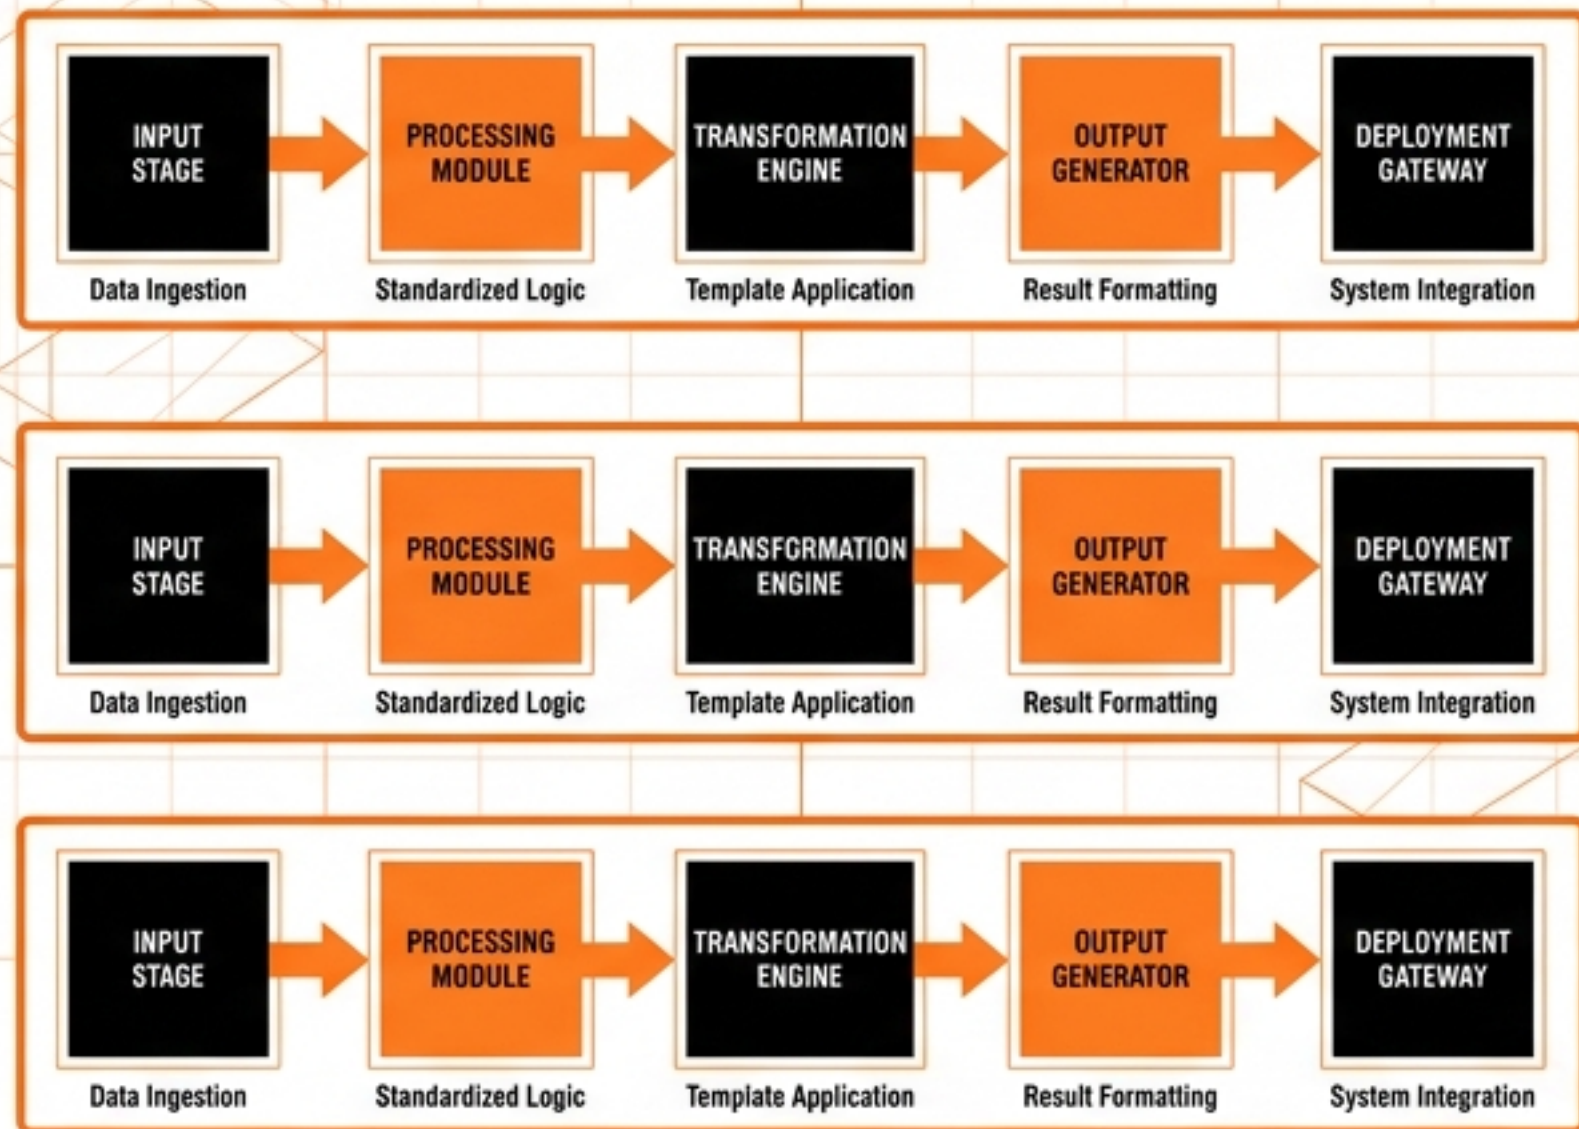 INPUT
STAGE
PROCESSING
MODULE
TRANSFORMATION
ENGINE
OUTPUT
GENERATOR
DEPLOYMENT
GATEWAY
Data Ingestion
Standardized Logic
Template Application
Result Formatting
System Integration
INPUT
STAGE
PROCESSING
MODULE
TRANSFGRMATION
ENGINE
OUTPUT
GENERATOR
DEPLOYMENT
GATEWAY
Data Ingestion
Standardized Logic
Template Application
Result Formatting
System Integration
INPUT
STAGE
PROCESSING
MODULE
TRANSFORMATION
ENGINE
OUTPUT
GENERATOR
DEPLOYMENT
GATEWAY
Data Ingestion
Standardized Logic
Template Application
Result Formatting
System Integration